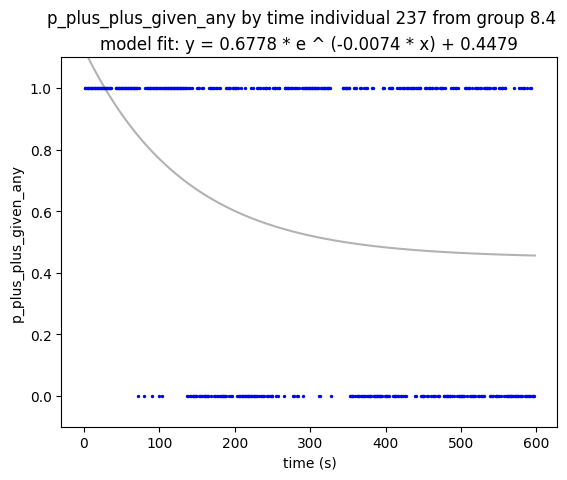 p_plus_plus_given_any by time individual 237 from group 8.4
model fit: y = 0.6778 * e ^ (-0.0074 * x) + 0.4479
1.0
0.8
0.6
0.4
0.2
0.0
p_plus_plus_given_any
0 100 200 300 400 500 600
time (s)